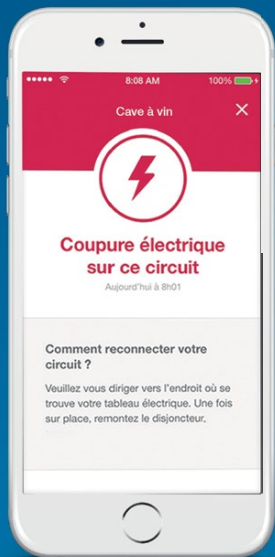 8:08 AM
100%
Cave à vin
Coupure électrique
sur ce circuit
Aujourd'hui à 8h01
Comment reconnecter votre
circuit ?
Veuillez vous diriger vers l'endroit où se
trouve votre tableau électrique. Une fois
sur place, remontez le disjoncteur.